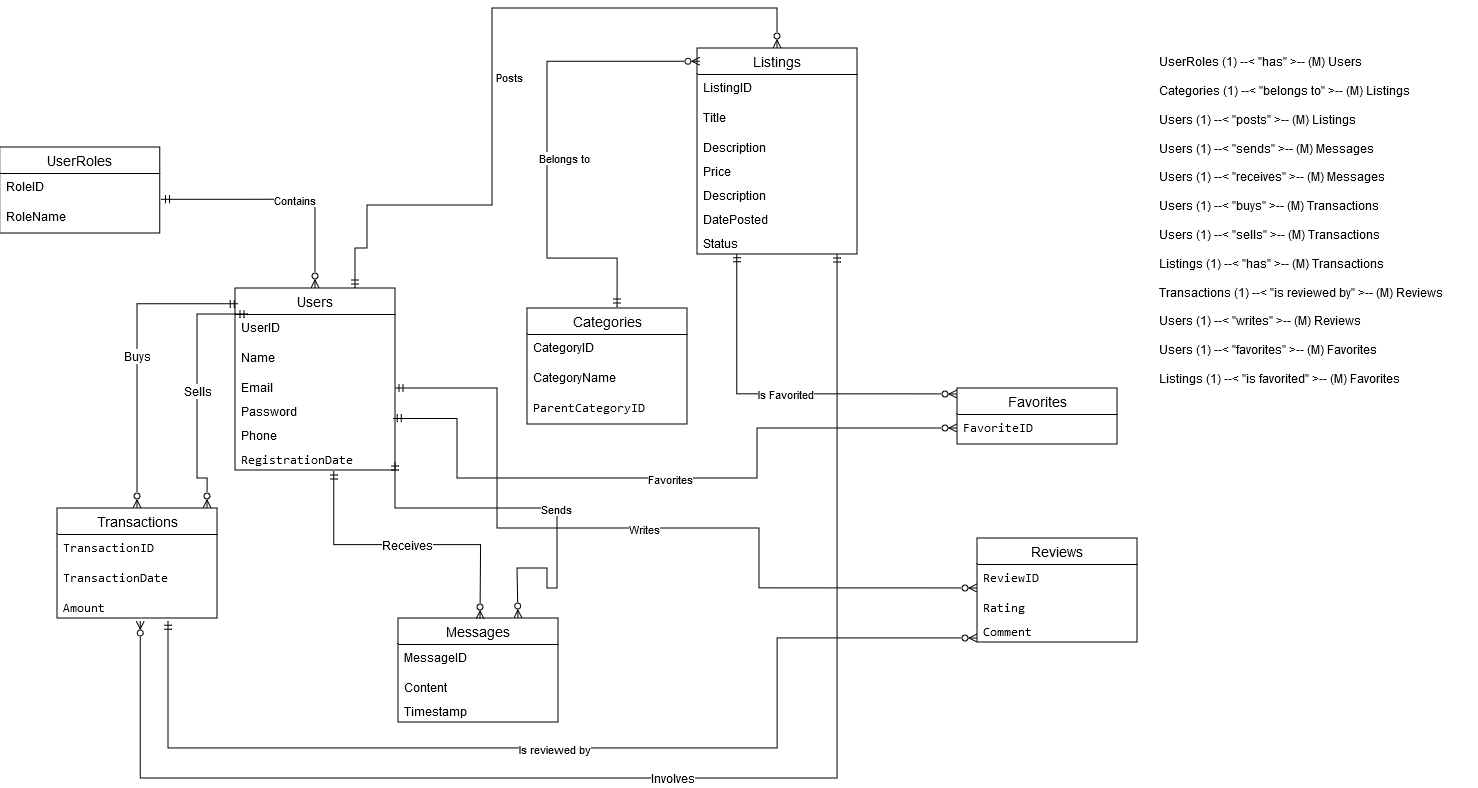 Posts
Listings
ListingID
Title
Description
Price
Description
DatePosted
Status
Belongs to
UserRoles
RoleID
RoleName
Contains
Users
UserID
Name
Email
Password
Phone
RegistrationDate
Buys
Sells
Categories
CategoryID
CategoryName
ParentCategoryID
Is Favorited
Favorites
FavoriteID
Favorites
Sends
Writes
Receives
Transactions
TransactionID
TransactionDate
Amount
Messages
MessageID
Content
Timestamp
Reviews
ReviewID
Rating
Comment
Is reviewed by
Involves
UserRoles (1) --< "has" >-- (M) Users
Categories (1) --< "belongs to" >-- (M) Listings
Users (1) --< "posts" >-- (M) Listings
Users (1) --< "sends" >-- (M) Messages
Users (1) --< "receives" >-- (M) Messages
Users (1) --< "buys" >-- (M) Transactions
Users (1) --< "sells" >-- (M) Transactions
Listings (1) --< "has" >-- (M) Transactions
Transactions (1) --< "is reviewed by" >-- (M) Reviews
Users (1) --< "writes" >-- (M) Reviews
Users (1) --< "favorites" >-- (M) Favorites
Listings (1) --< "is favorited" >-- (M) Favorites